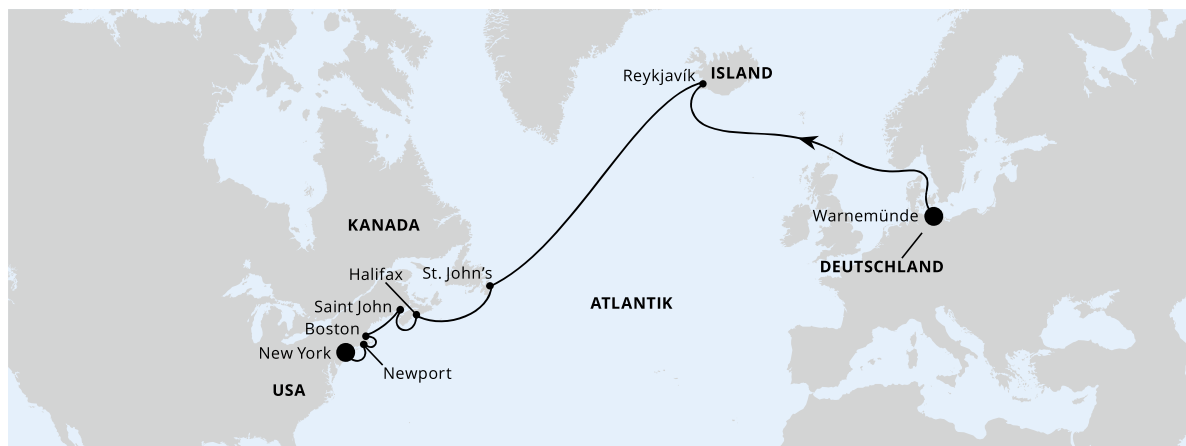 Reykjavík
ISLAND
Warnemünde
KANADA
DEUTSCHLAND
Halifax
St. John’s
ATLANTIK
Saint John
Boston
New York
Newport
USA